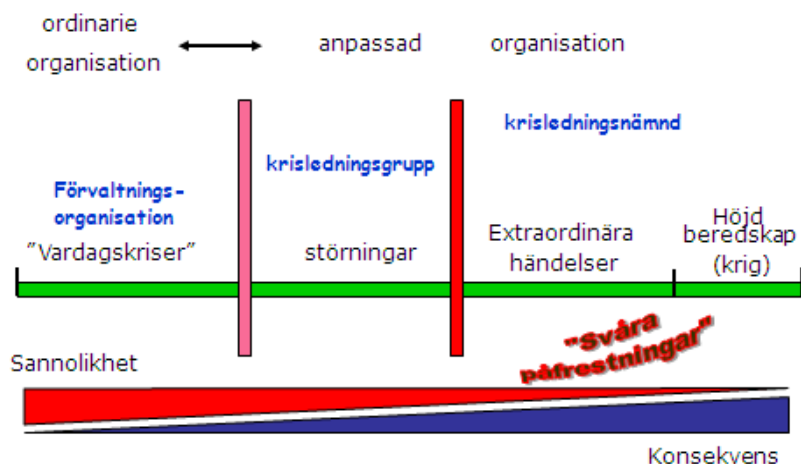 ordinarie
organisation
anpassad
organisation
krisledningsnämnd
krisledningsgrupp
Förvaltnings-
organisation
"Vardagskriser"
störningar
Extraordinära
händelser
Höjd
beredskap
(krig)
"Svåra
påfrestningar"
Sannolikhet
Konsekvens